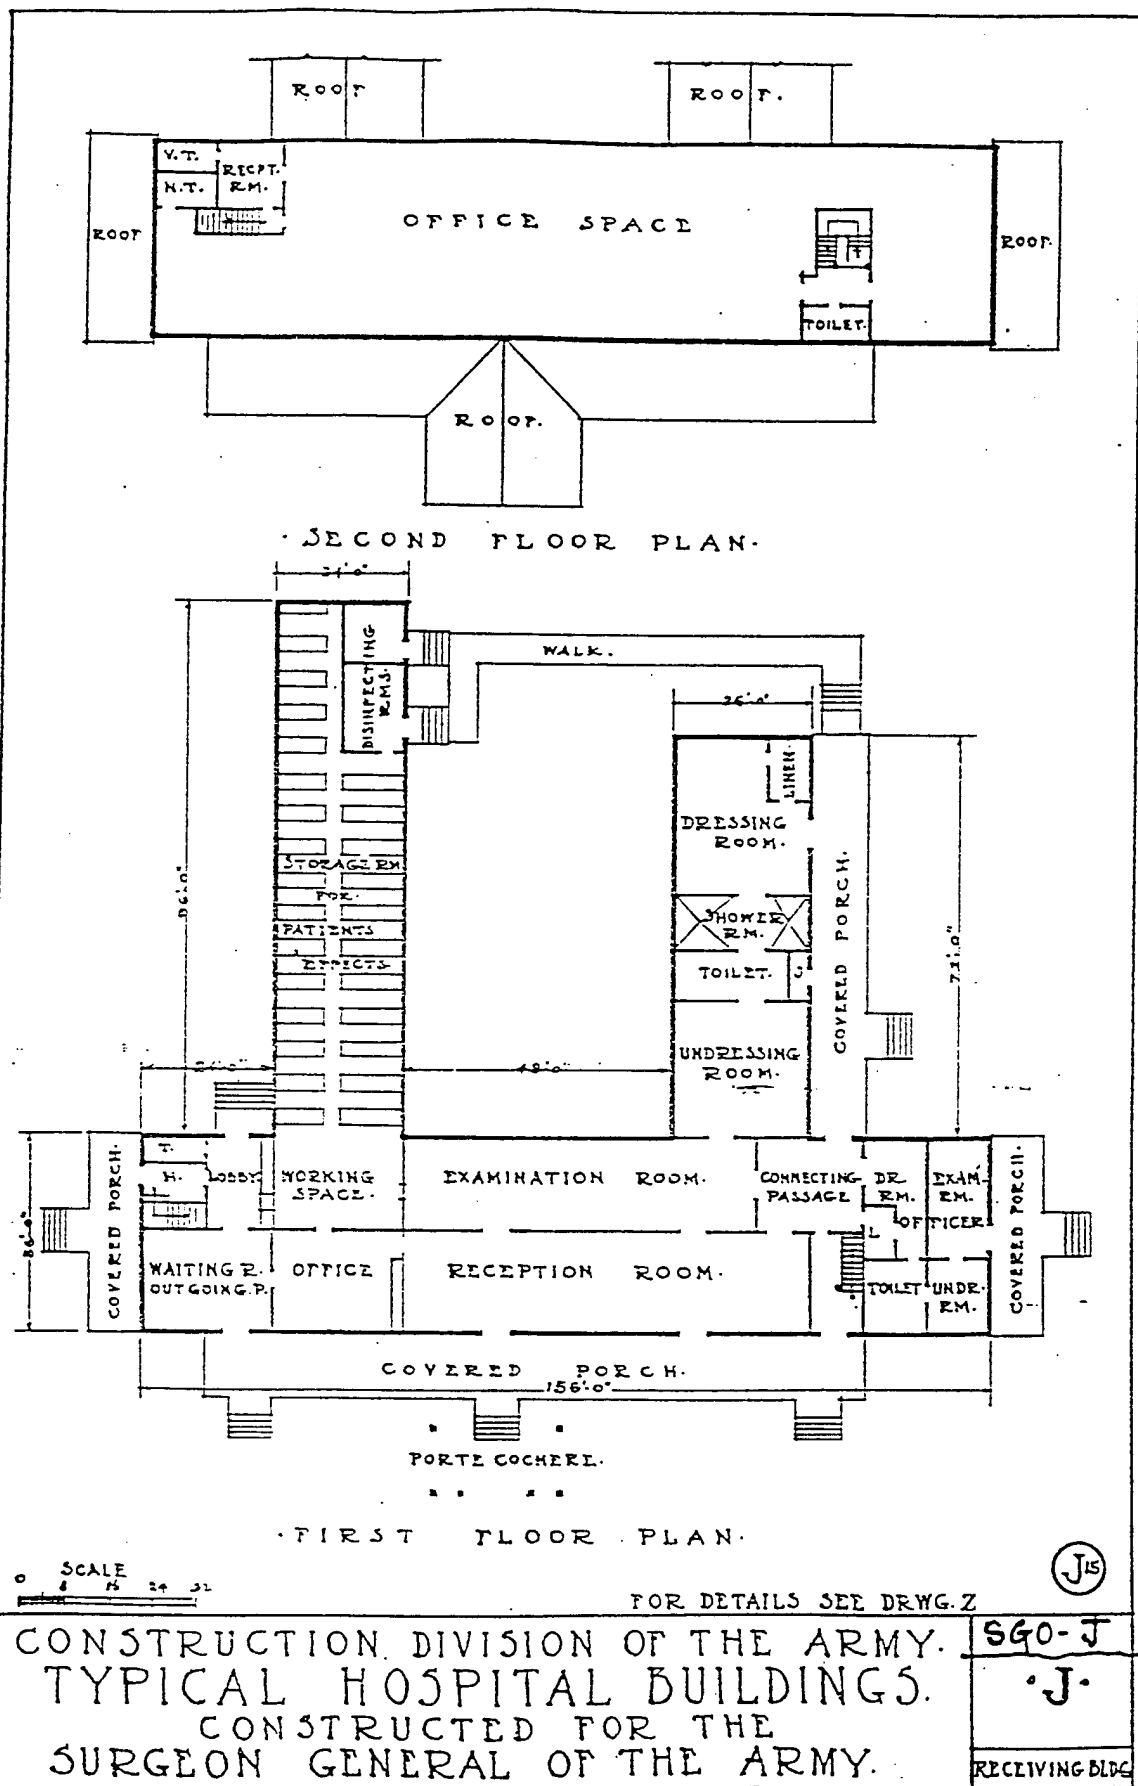 ROOF
ROOF.
V.T.
H.T.
RECPT.
RM.
ROOF
OFFICE SPACE
ROOF.
TOILET.
ROOF.
·SECOND FLOOR PLAN·
24'-0"
WALK.
DISINFECTING
RMS.
26'-0"
LINEN.
DRESSING
ROOM.
STORAGE RM.
FOR
PATIENTS
EFFECTS
96'-0"
SHOWER
RM.
TOILET.
J
COVERED PORCH.
72'-0"
UNDRESSING
ROOM.
24'-0"
48'-0"
36'-0"
COVERED PORCH.
T.
H.
LOBBY
WORKING
SPACE.
EXAMINATION ROOM.
CONNECTING
PASSAGE
DR.
RM.
EXAM.
RM.
OFFICER
L
COVERED PORCH.
WAITING R.
OUTGOING.P.
OFFICE
RECEPTION ROOM.
TOILET
UNDR.
RM.
COVERED PORCH.
156'-0"
PORTE COCHERE.
·FIRST FLOOR PLAN·
SCALE
0 8 16 24 32
J15
FOR DETAILS SEE DRWG. Z
CONSTRUCTION DIVISION OF THE ARMY.
TYPICAL HOSPITAL BUILDINGS.
CONSTRUCTED FOR THE
SURGEON GENERAL OF THE ARMY.
SGO-J
·J·
RECEIVING BLDG